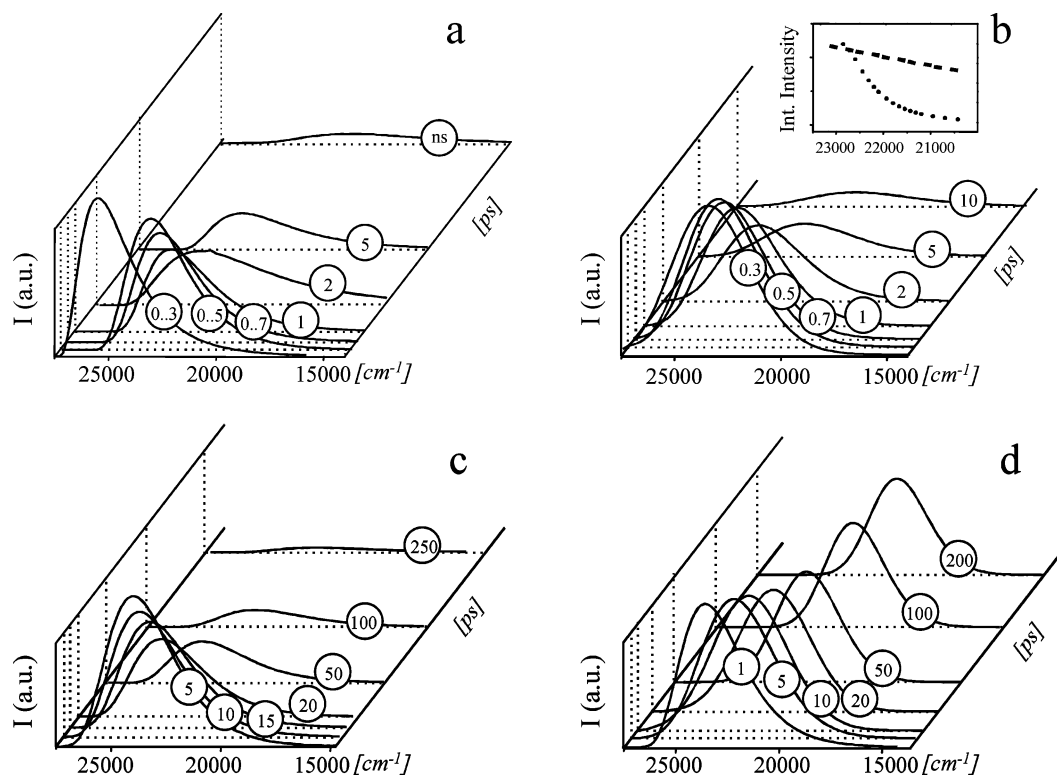 a
ns
5
2
1
0..7
0..5
0..3
I (a.u.)
[ps]
25000 20000 15000 [cm-1]
b
Int. Intensity
23000 22000 21000
10
5
2
1
0.7
0.5
0.3
I (a.u.)
[ps]
25000 20000 15000 [cm-1]
c
250
100
50
20
15
10
5
I (a.u.)
[ps]
25000 20000 15000 [cm-1]
d
200
100
50
20
10
5
1
I (a.u.)
[ps]
25000 20000 15000 [cm-1]